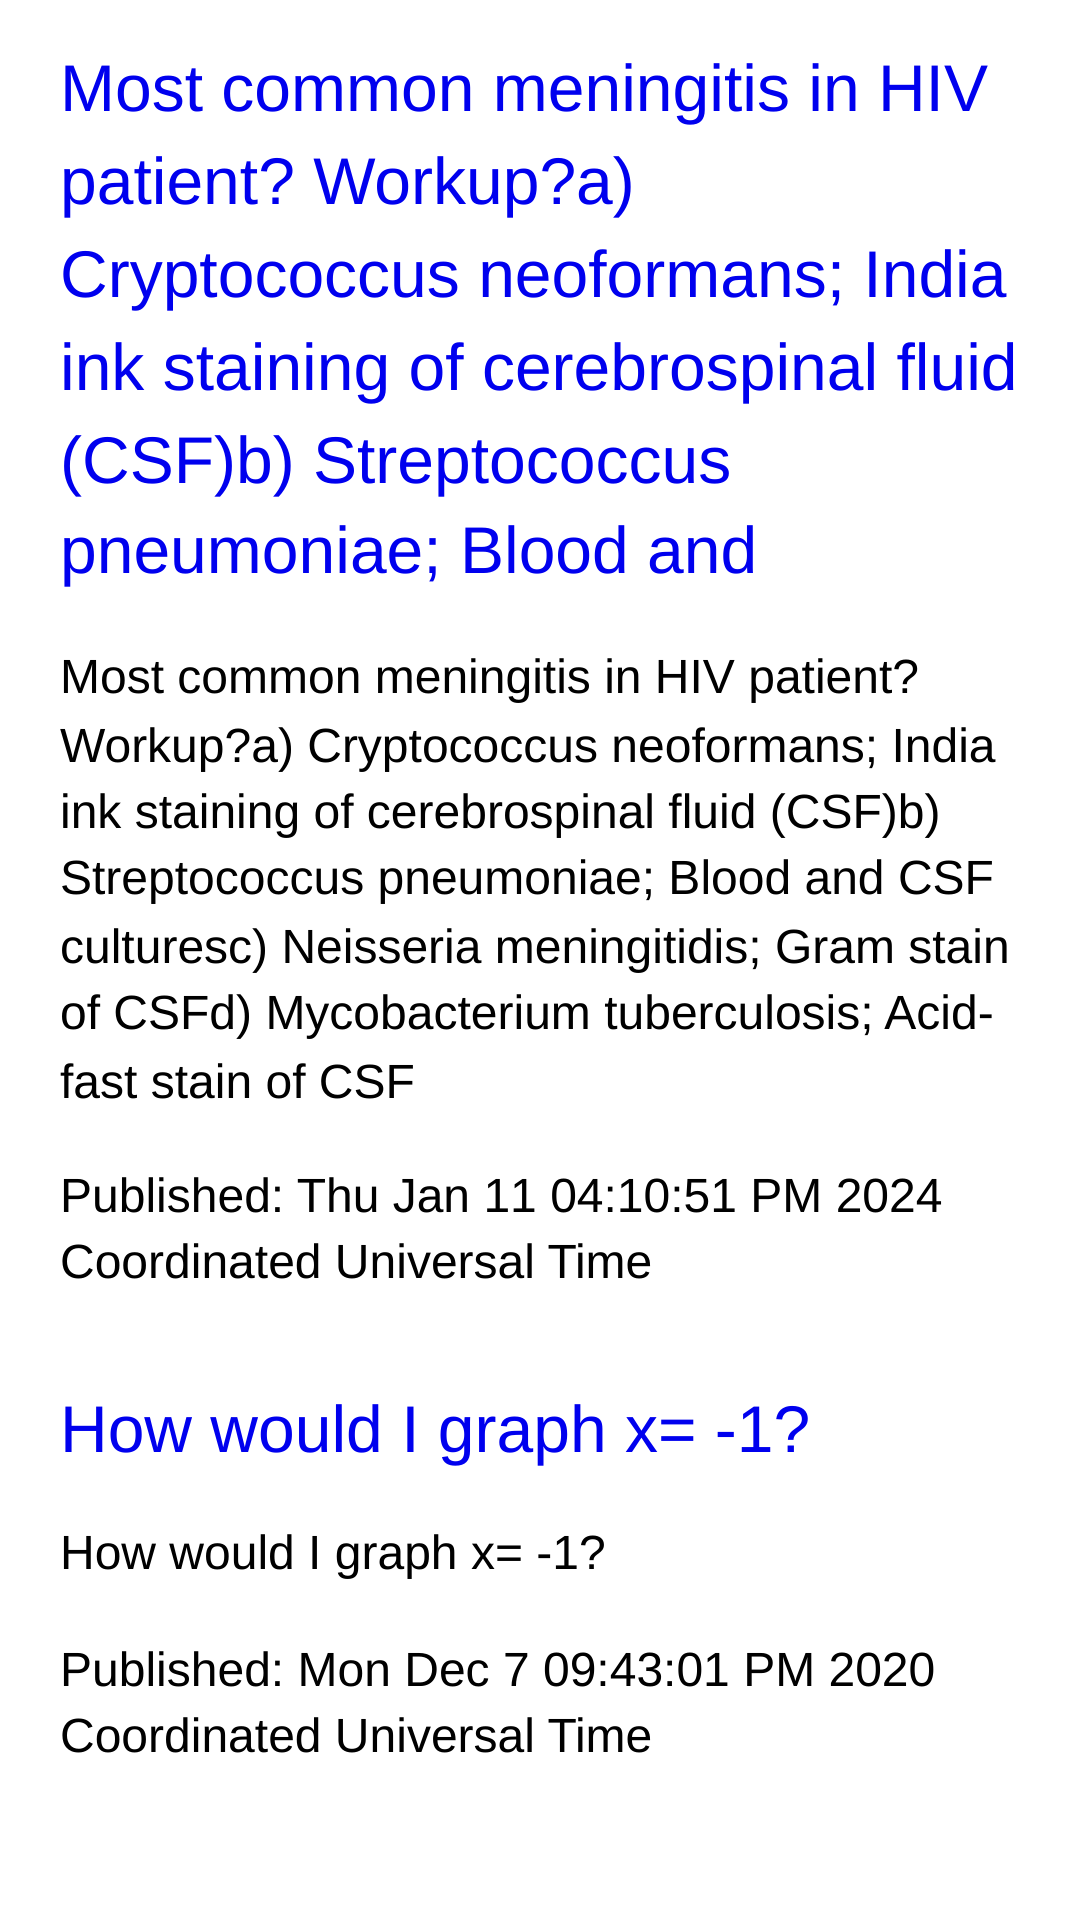 Most common meningitis in HIV
patient? Workup?a)
Cryptococcus neoformans; India
ink staining of cerebrospinal fluid
(CSF)b) Streptococcus
pneumoniae; Blood and
Most common meningitis in HIV patient?
Workup?a) Cryptococcus neoformans; India
ink staining of cerebrospinal fluid (CSF)b)
Streptococcus pneumoniae; Blood and CSF
culturesc) Neisseria meningitidis; Gram stain
of CSFd) Mycobacterium tuberculosis; Acid-
fast stain of CSF
Published: Thu Jan 11 04:10:51 PM 2024
Coordinated Universal Time
How would I graph x= -1?
How would I graph x= -1?
Published: Mon Dec 7 09:43:01 PM 2020
Coordinated Universal Time